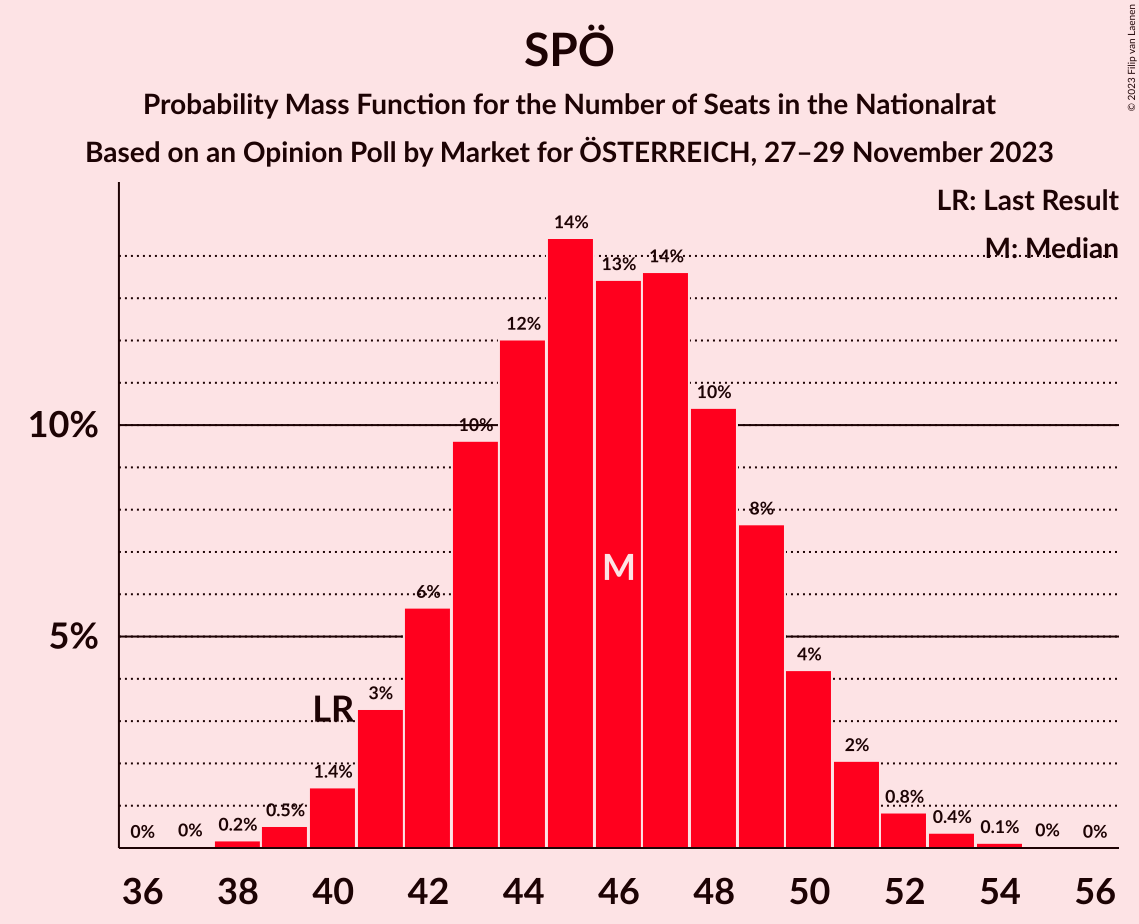 SPÖ
Probability Mass Function for the Number of Seats in the Nationalrat
Based on an Opinion Poll by Market for ÖSTERREICH, 27–29 November 2023
© 2023 Filip van Laenen
LR: Last Result
M: Median
10%
5%
0%
0%
0.2%
0.5%
1.4%
3%
6%
10%
12%
14%
13%
14%
10%
8%
4%
2%
0.8%
0.4%
0.1%
0%
0%
LR
M
36 38 40 42 44 46 48 50 52 54 56